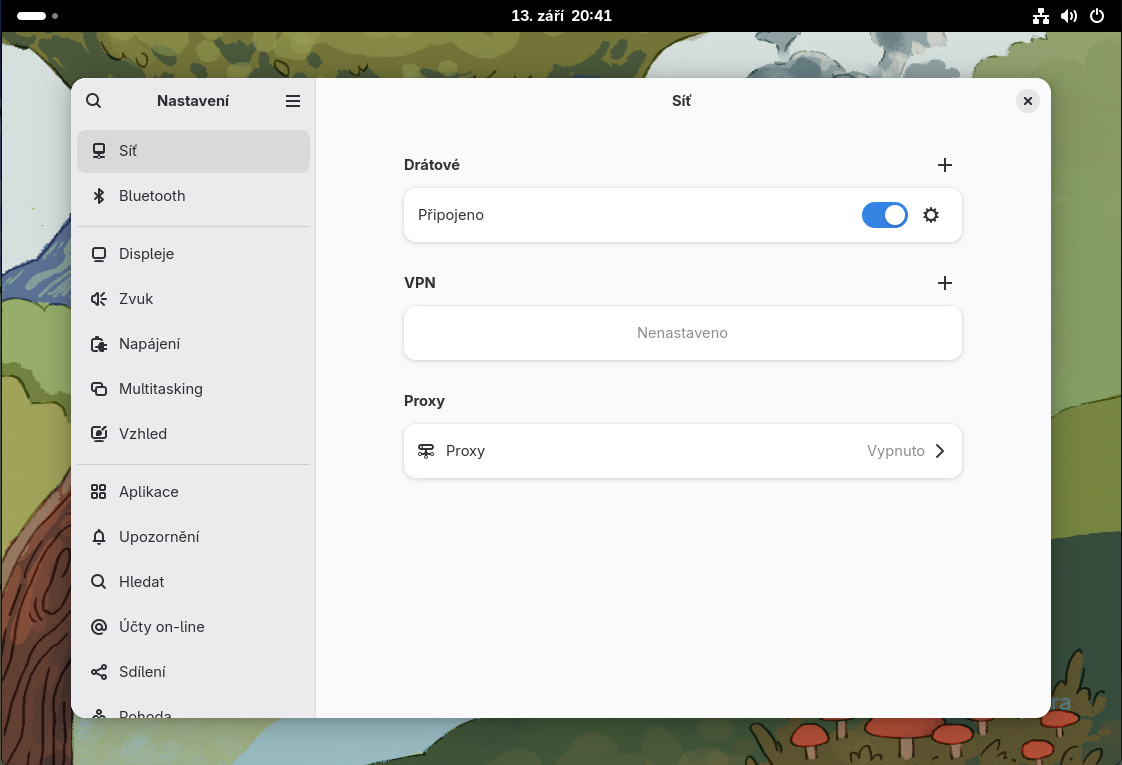 13. září 20:41
Nastavení
Síť
Bluetooth
Displeje
Zvuk
Napájení
Multitasking
Vzhled
Aplikace
Upozornění
Hledat
Účty on-line
Sdílení
Pohoda
Síť
Drátové
Připojeno
VPN
Nenastaveno
Proxy
Proxy
Vypnuto
ra